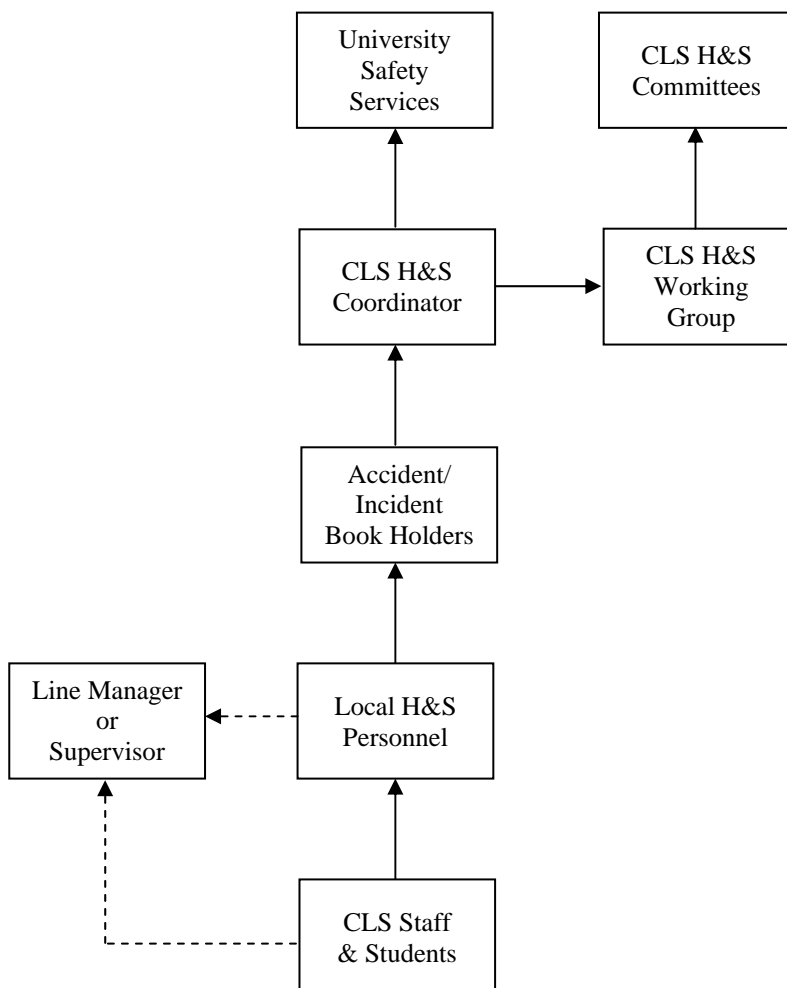 University
Safety
Services
CLS H&S
Committees
CLS H&S
Coordinator
CLS H&S
Working
Group
Accident/
Incident
Book Holders
Line Manager
or
Supervisor
Local H&S
Personnel
CLS Staff
& Students